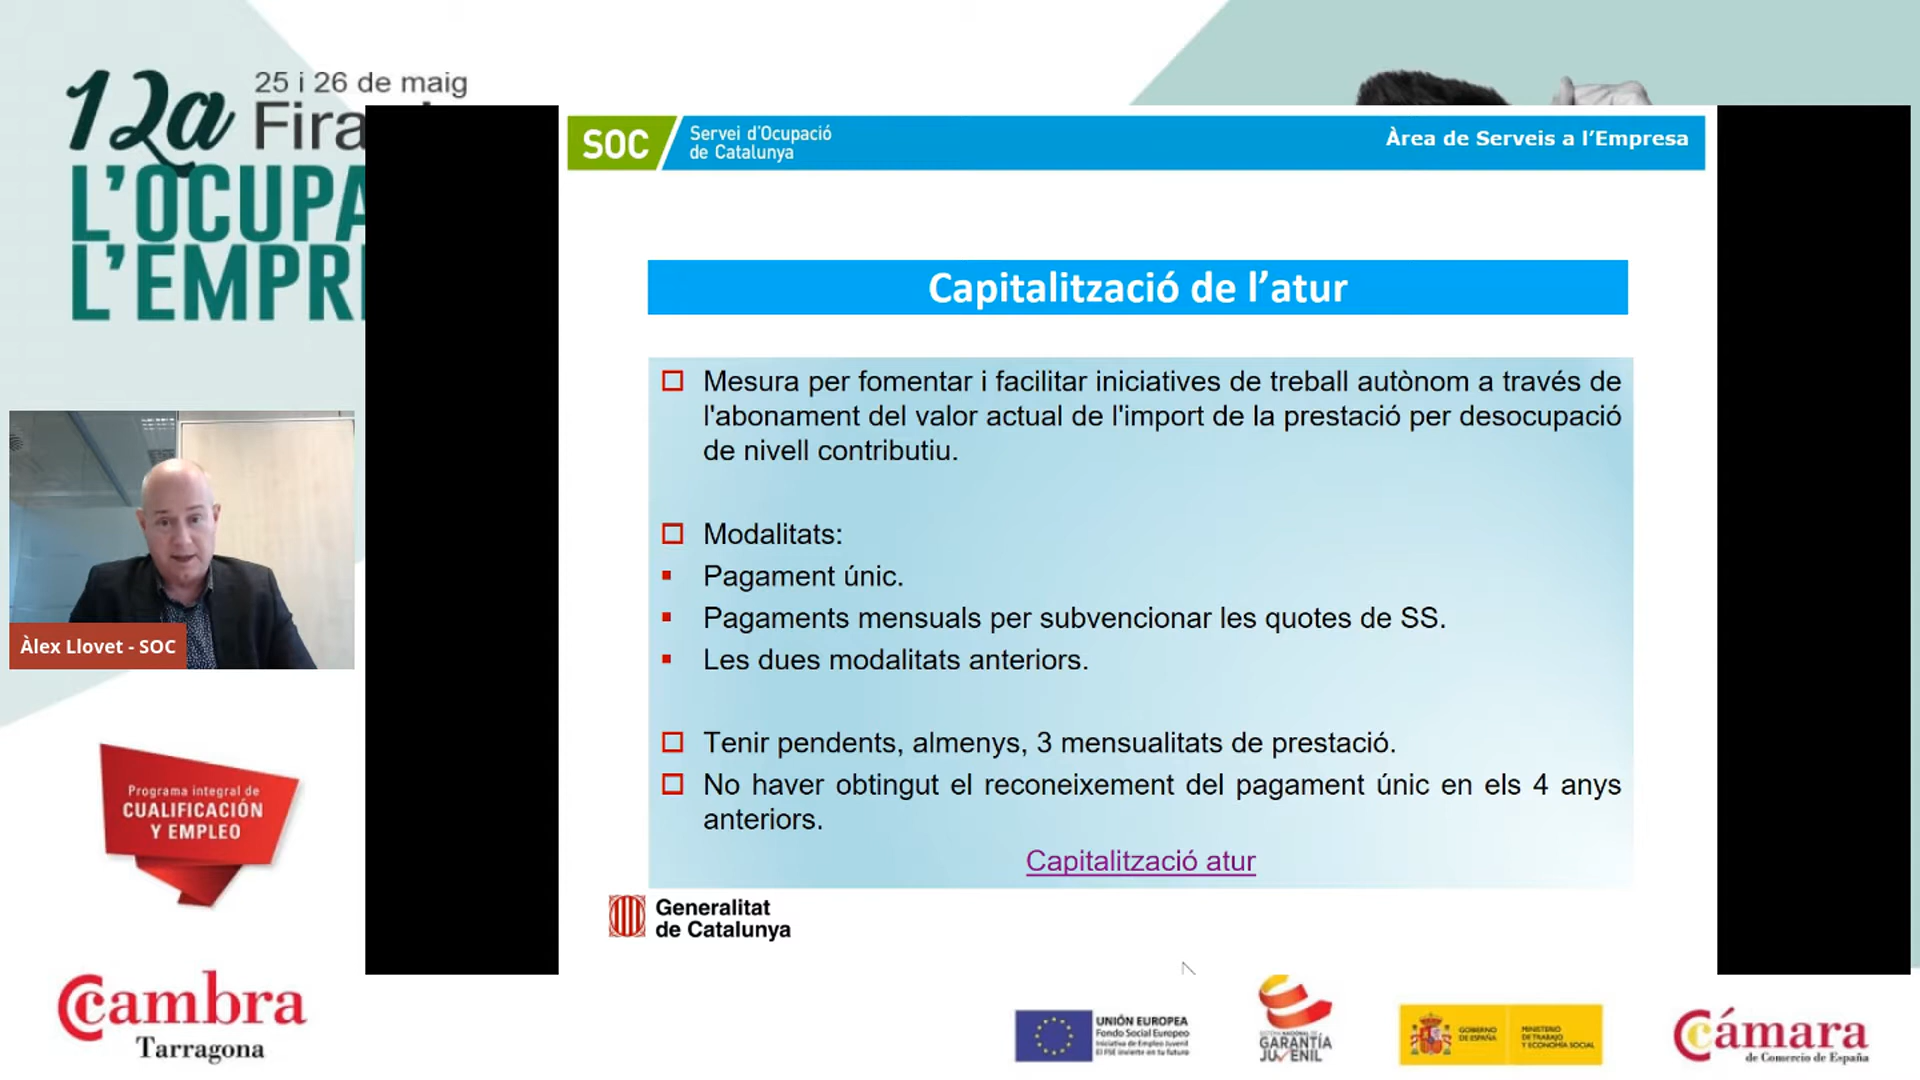 12a
25 i 26 de maig
Fira
L'OCUPA
L'EMPRE
SOC
Servei d'Ocupació
de Catalunya
Àrea de Serveis a l'Empresa
Capitalització de l'atur
Mesura per fomentar i facilitar iniciatives de treball autònom a través de
l'abonament del valor actual de l'import de la prestació per desocupació
de nivell contributiu.
Modalitats:
Pagament únic.
Pagaments mensuals per subvencionar les quotes de SS.
Les dues modalitats anteriors.
Tenir pendents, almenys, 3 mensualitats de prestació.
No haver obtingut el reconeixement del pagament únic en els 4 anys
anteriors.
Capitalització atur
Generalitat
de Catalunya
Àlex Llovet - SOC
Programa integral de
CUALIFICACIÓN
Y EMPLEO
Cambra
Tarragona
UNIÓN EUROPEA
Fondo Social Europeo
Iniciativa de Empleo Juvenil
El FSE invierte en tu futuro
SISTEMA NACIONAL DE
GARANTÍA
JUVENIL
GOBIERNO
DE ESPAÑA
MINISTERIO
DE TRABAJO
Y ECONOMÍA SOCIAL
Cámara
de Comercio de España